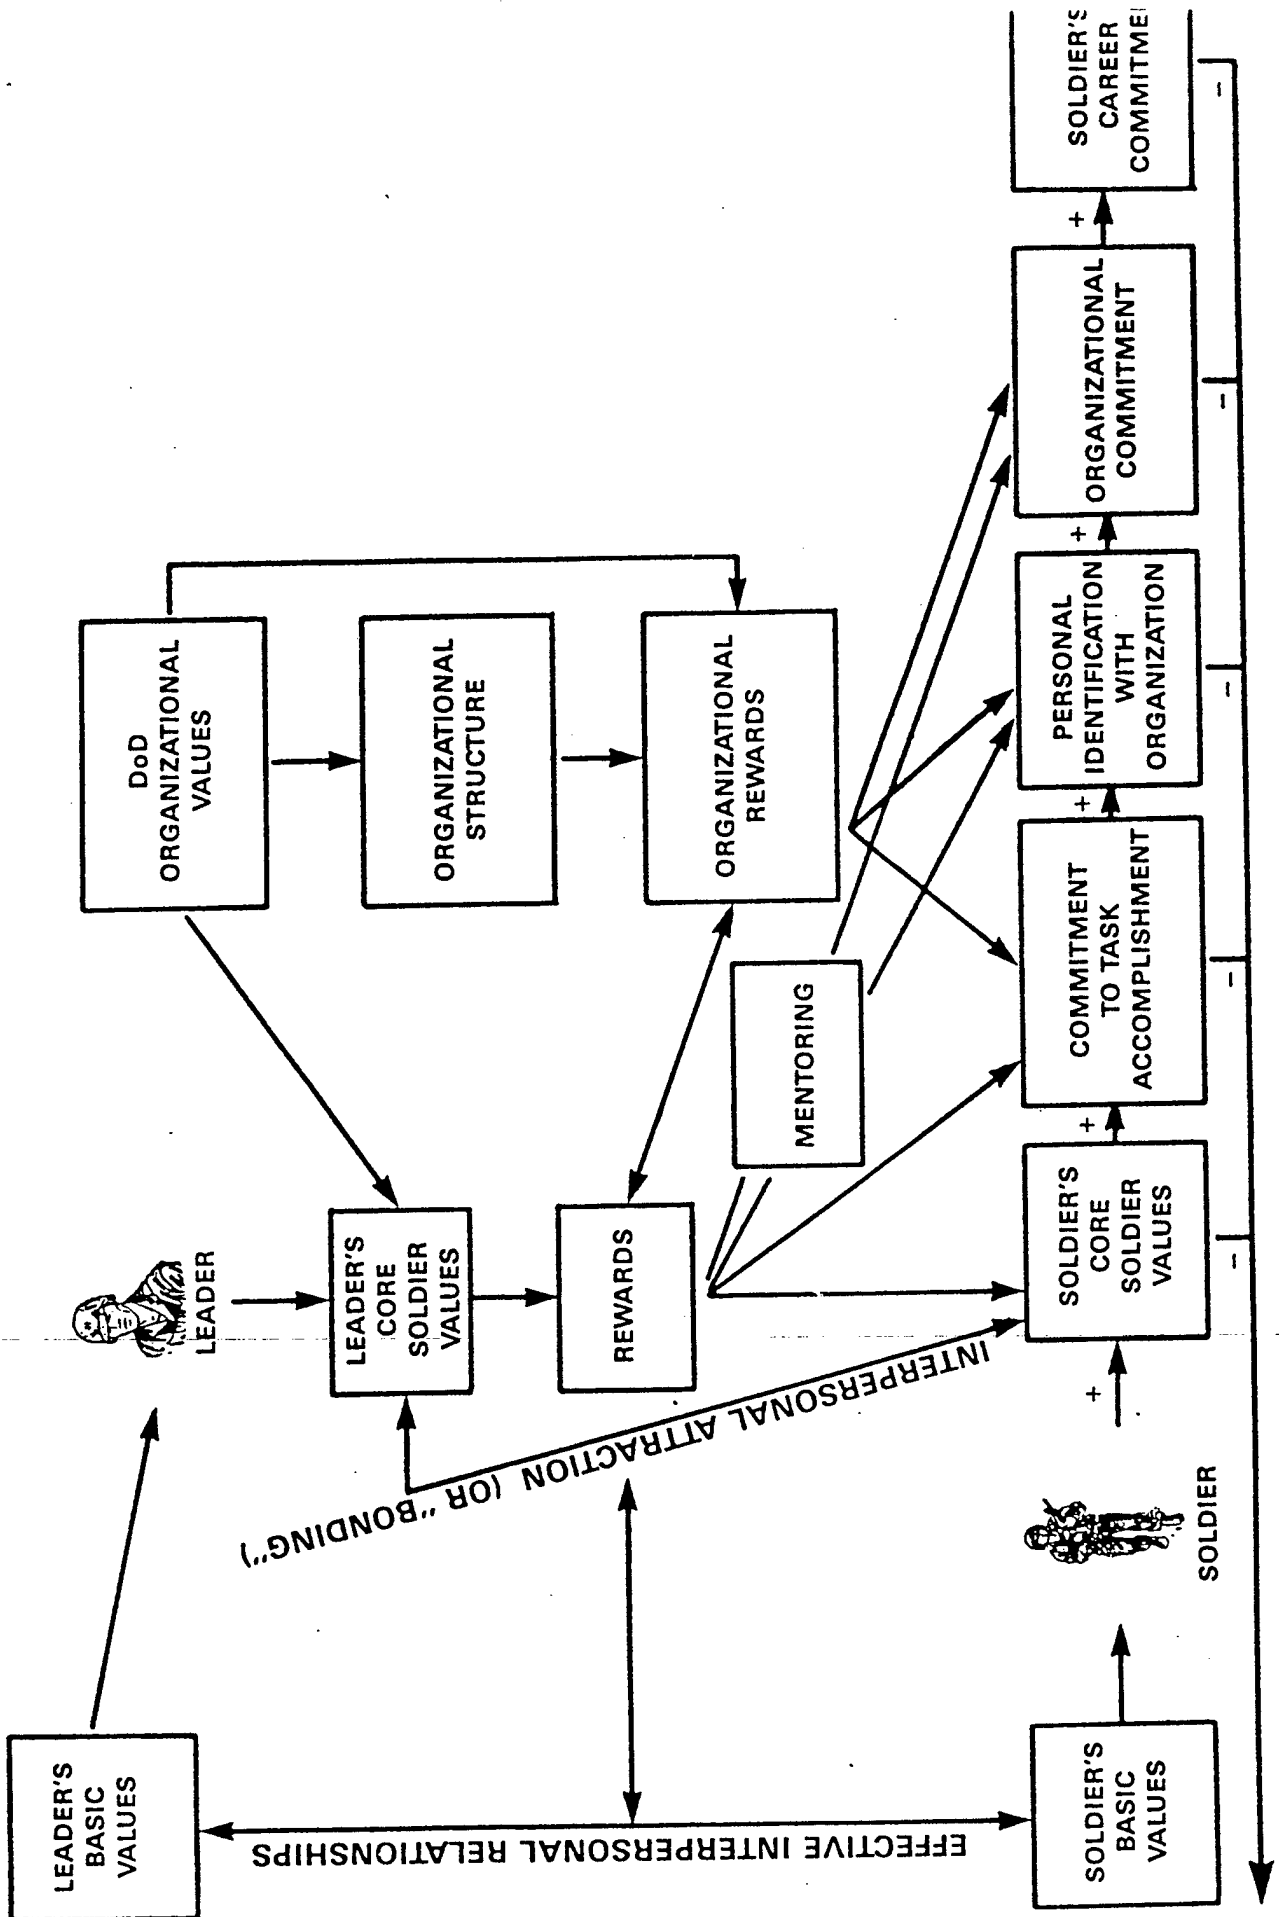 LEADER'S
BASIC
VALUES
LEADER
DoD
ORGANIZATIONAL
VALUES
LEADER'S
CORE
SOLDIER
VALUES
ORGANIZATIONAL
STRUCTURE
REWARDS
ORGANIZATIONAL
REWARDS
MENTORING
EFFECTIVE INTERPERSONAL RELATIONSHIPS
INTERPERSONAL ATTRACTION (OR "BONDING")
SOLDIER'S
BASIC
VALUES
SOLDIER
+
SOLDIER'S
CORE
SOLDIER
VALUES
+
COMMITMENT
TO TASK
ACCOMPLISHMENT
+
PERSONAL
IDENTIFICATION
WITH
ORGANIZATION
+
ORGANIZATIONAL
COMMITMENT
+
SOLDIER'S
CAREER
COMMITME
-
-
-
-
-